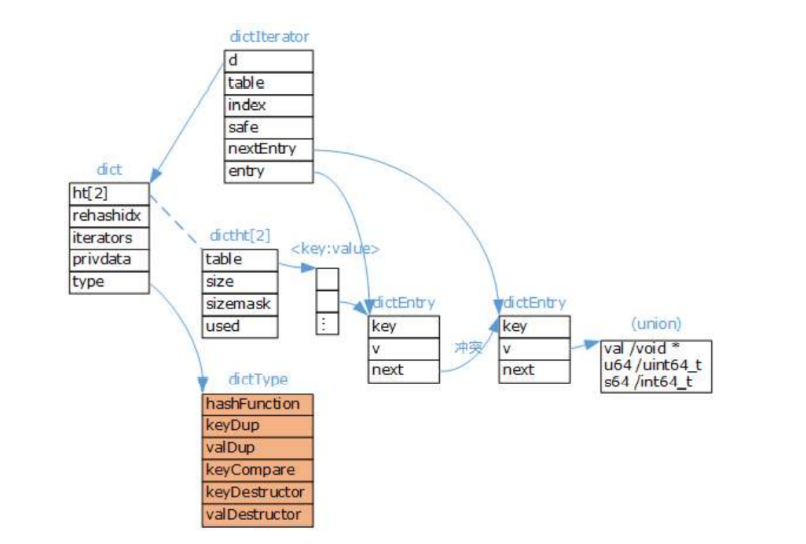 dictIterator
d
table
index
safe
nextEntry
entry
dict
ht[2]
rehashidx
iterators
privdata
type
dictht[2]
table
size
sizemask
used
<key:value>
⋮
dictEntry
key
v
next
冲突
dictEntry
key
v
next
(union)
val /void *
u64 /uint64_t
s64 /int64_t
dictType
hashFunction
keyDup
valDup
keyCompare
keyDestructor
valDestructor